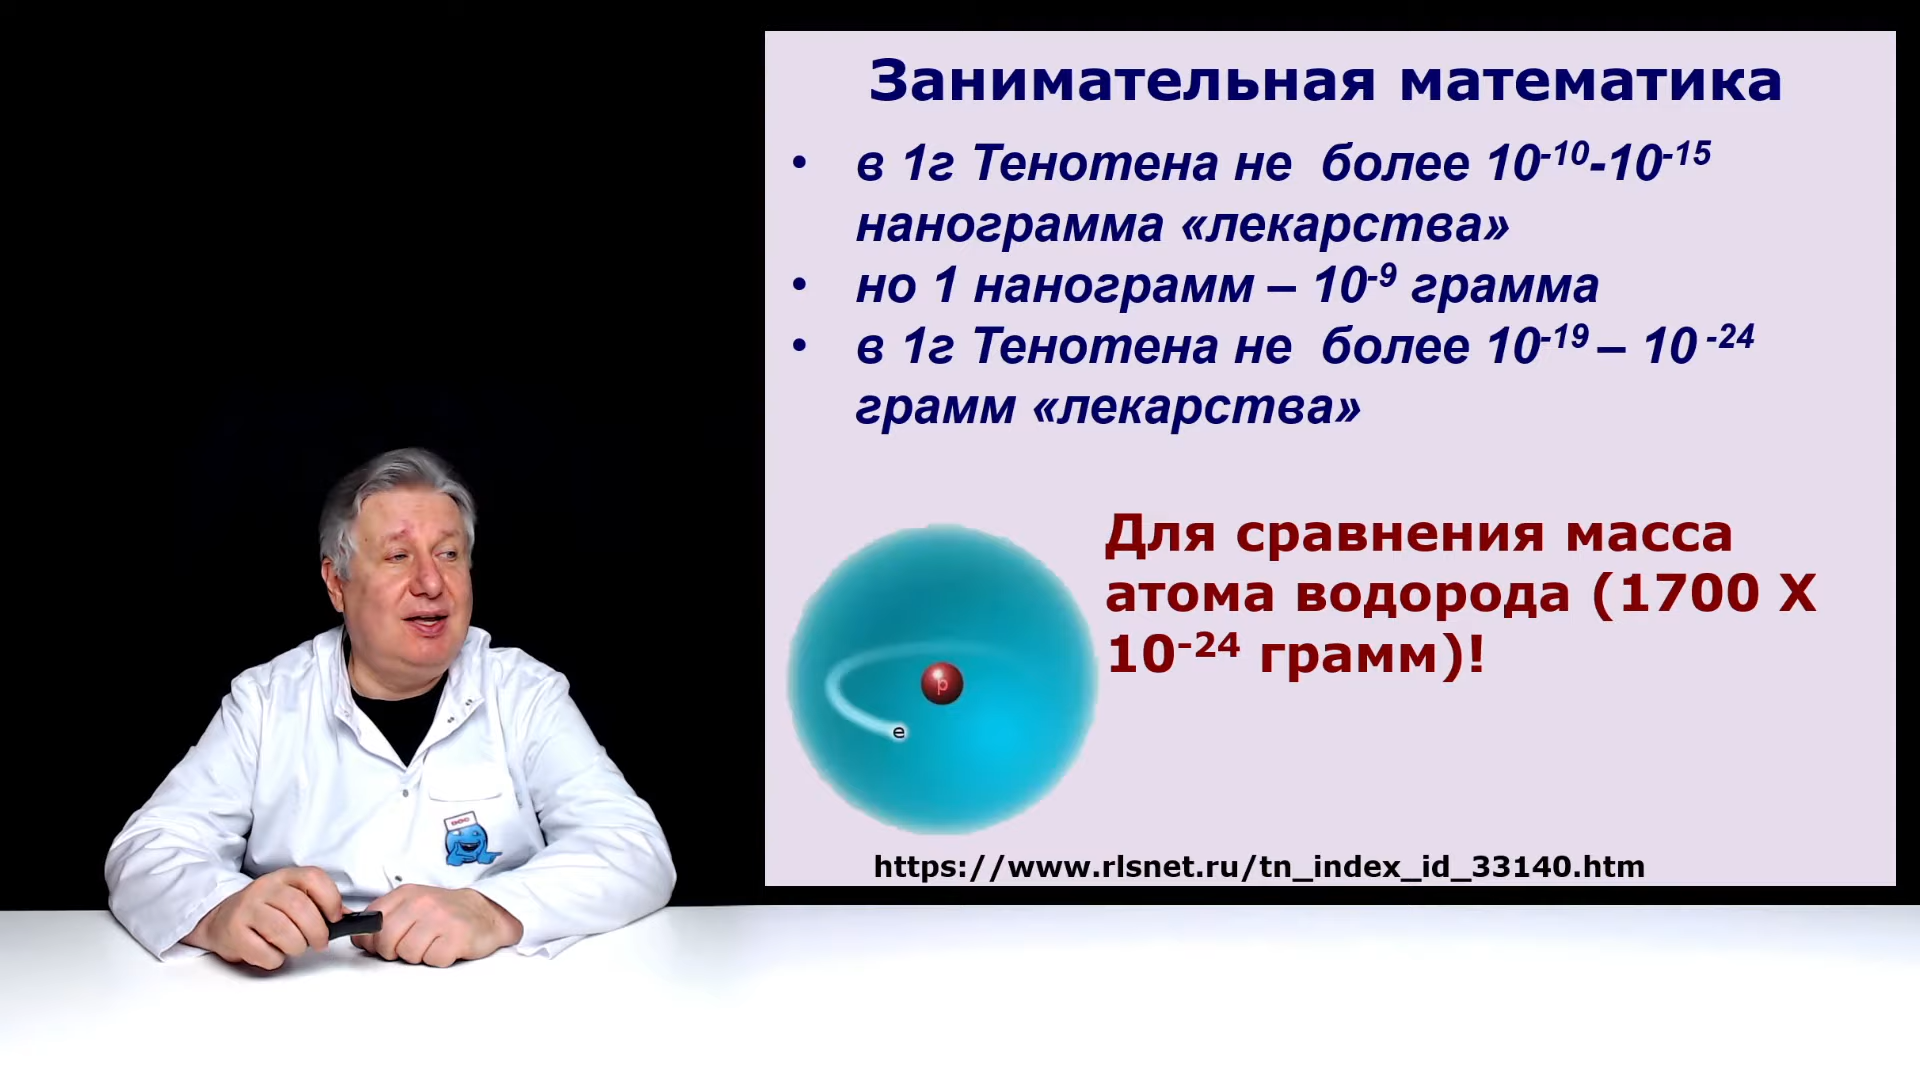 Занимательная математика
• в 1г Тенотена не  более 10⁻¹⁰-10⁻¹⁵
нанограмма «лекарства»
• но 1 нанограмм – 10⁻⁹ грамма
• в 1г Тенотена не  более 10⁻¹⁹ – 10 ⁻²⁴
грамм «лекарства»
Для сравнения масса
атома водорода (1700 Х
10⁻²⁴ грамм)!
p
e
https://www.rlsnet.ru/tn_index_id_33140.htm